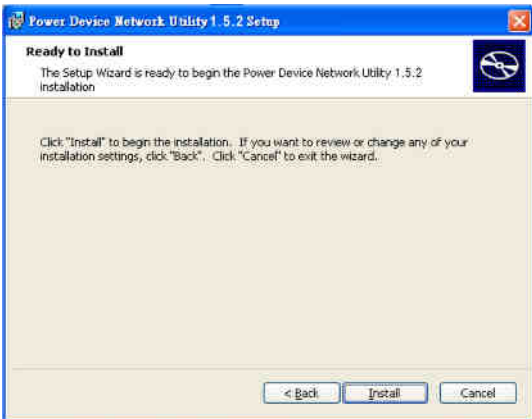 Power Device Network Utility 1.5.2 Setup
Ready to Install
The Setup Wizard is ready to begin the Power Device Network Utility 1.5.2
installation
Click "Install" to begin the installation. If you want to review or change any of your
installation settings, click "Back". Click "Cancel" to exit the wizard.
< Back Install Cancel